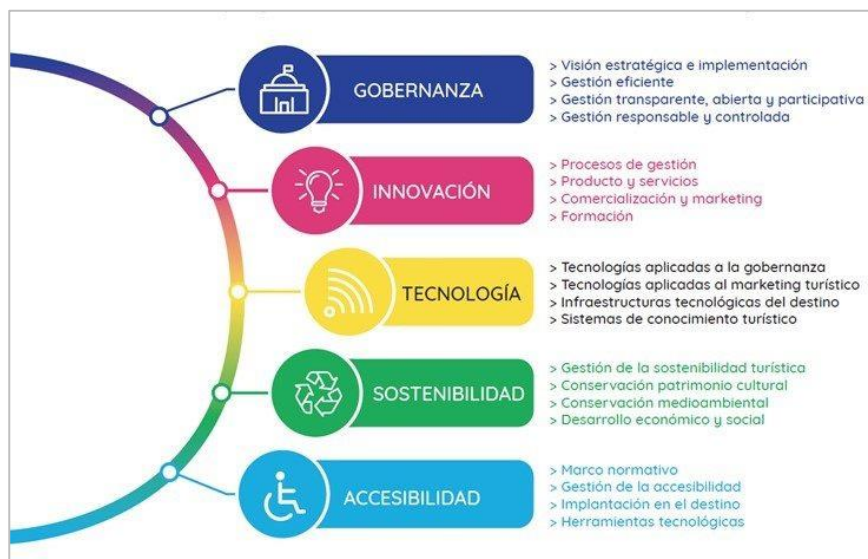 GOBERNANZA
> Visión estratégica e implementación
> Gestión eficiente
> Gestión transparente, abierta y participativa
> Gestión responsable y controlada
INNOVACIÓN
> Procesos de gestión
> Producto y servicios
> Comercialización y marketing
> Formación
TECNOLOGÍA
> Tecnologías aplicadas a la gobernanza
> Tecnologías aplicadas al marketing turístico
> Infraestructuras tecnológicas del destino
> Sistemas de conocimiento turístico
SOSTENIBILIDAD
> Gestión de la sostenibilidad turística
> Conservación patrimonio cultural
> Conservación medioambiental
> Desarrollo económico y social
ACCESIBILIDAD
> Marco normativo
> Gestión de la accesibilidad
> Implantación en el destino
> Herramientas tecnológicas